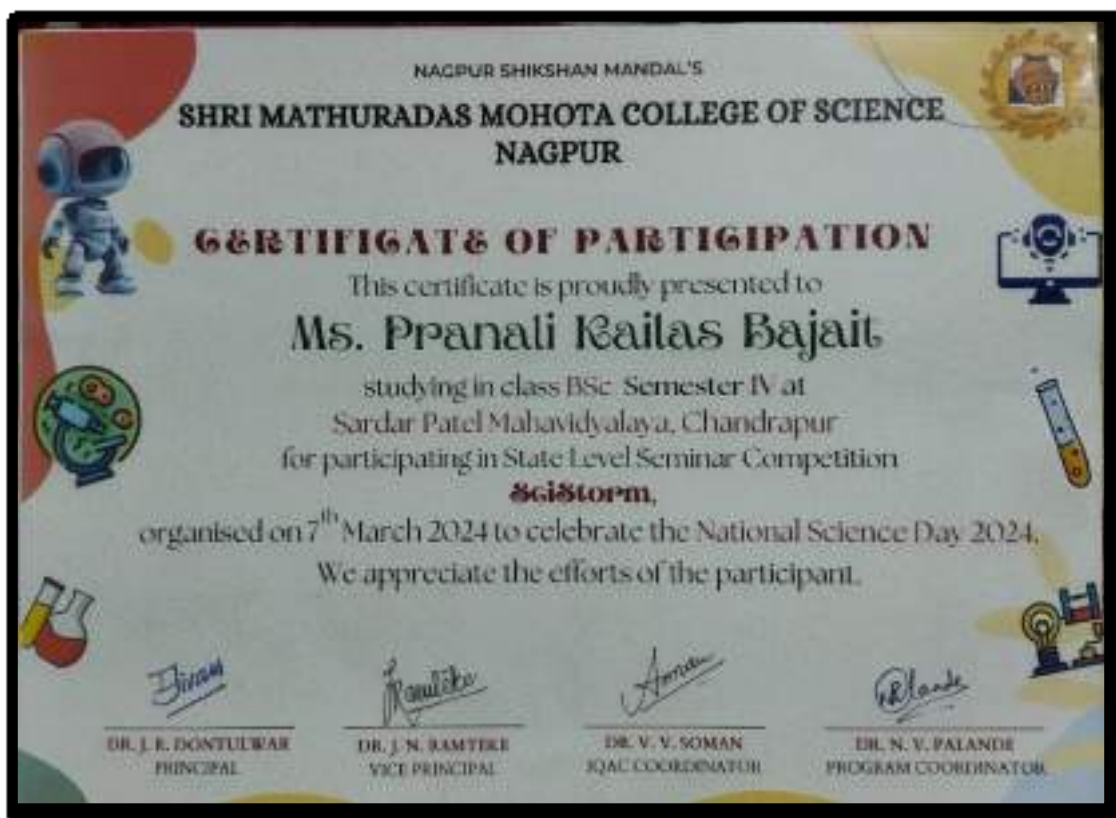 NAGPUR SHIKSHAN MANDAL'S
SHRI MATHURADAS MOHOTA COLLEGE OF SCIENCE
NAGPUR
CERTIFICATE OF PARTICIPATION
This certificate is proudly presented to
Ms. Pranali Kailas Bajait
studying in class BSc Semester IV at
Sardar Patel Mahavidyalaya, Chandrapur
for participating in State Level Seminar Competition
SciStorm,
organised on 7th March 2024 to celebrate the National Science Day 2024.
We appreciate the efforts of the participant.
DR. J. R. DONTULWAR
PRINCIPAL
DR. J. N. RAMTEKE
VICE PRINCIPAL
DR. V. V. SOMAN
IQAC COORDINATOR
DR. N. V. PALANDE
PROGRAM COORDINATOR